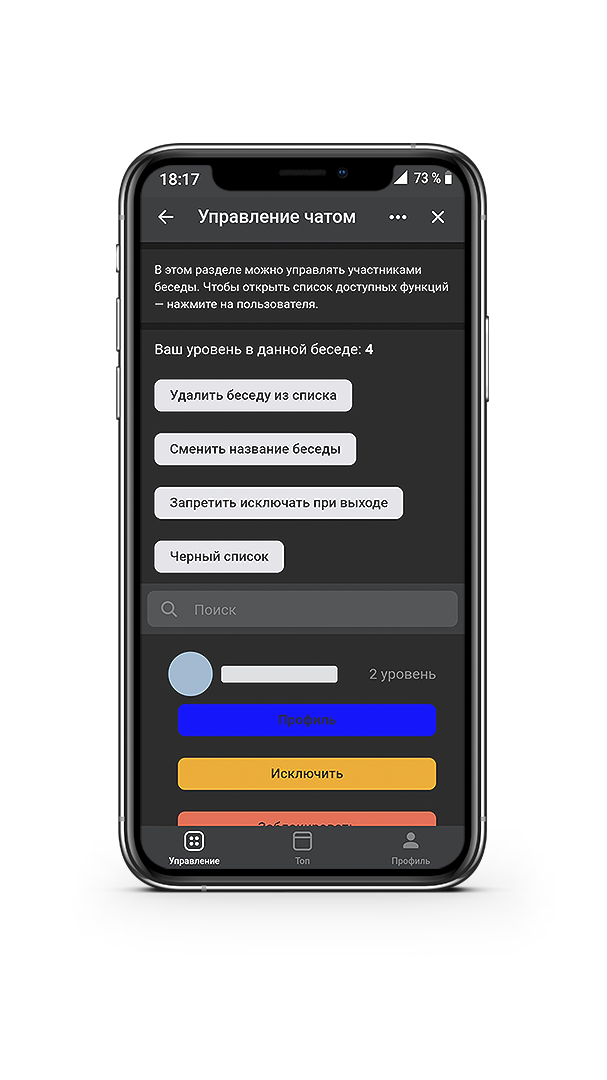 18:17
73 %
Управление чатом
В этом разделе можно управлять участниками
беседы. Чтобы открыть список доступных функций
— нажмите на пользователя.
Ваш уровень в данной беседе: 4
Удалить беседу из списка
Сменить название беседы
Запретить исключать при выходе
Черный список
Поиск
2 уровень
Профиль
Исключить
Заблокировать
Управление
Топ
Профиль